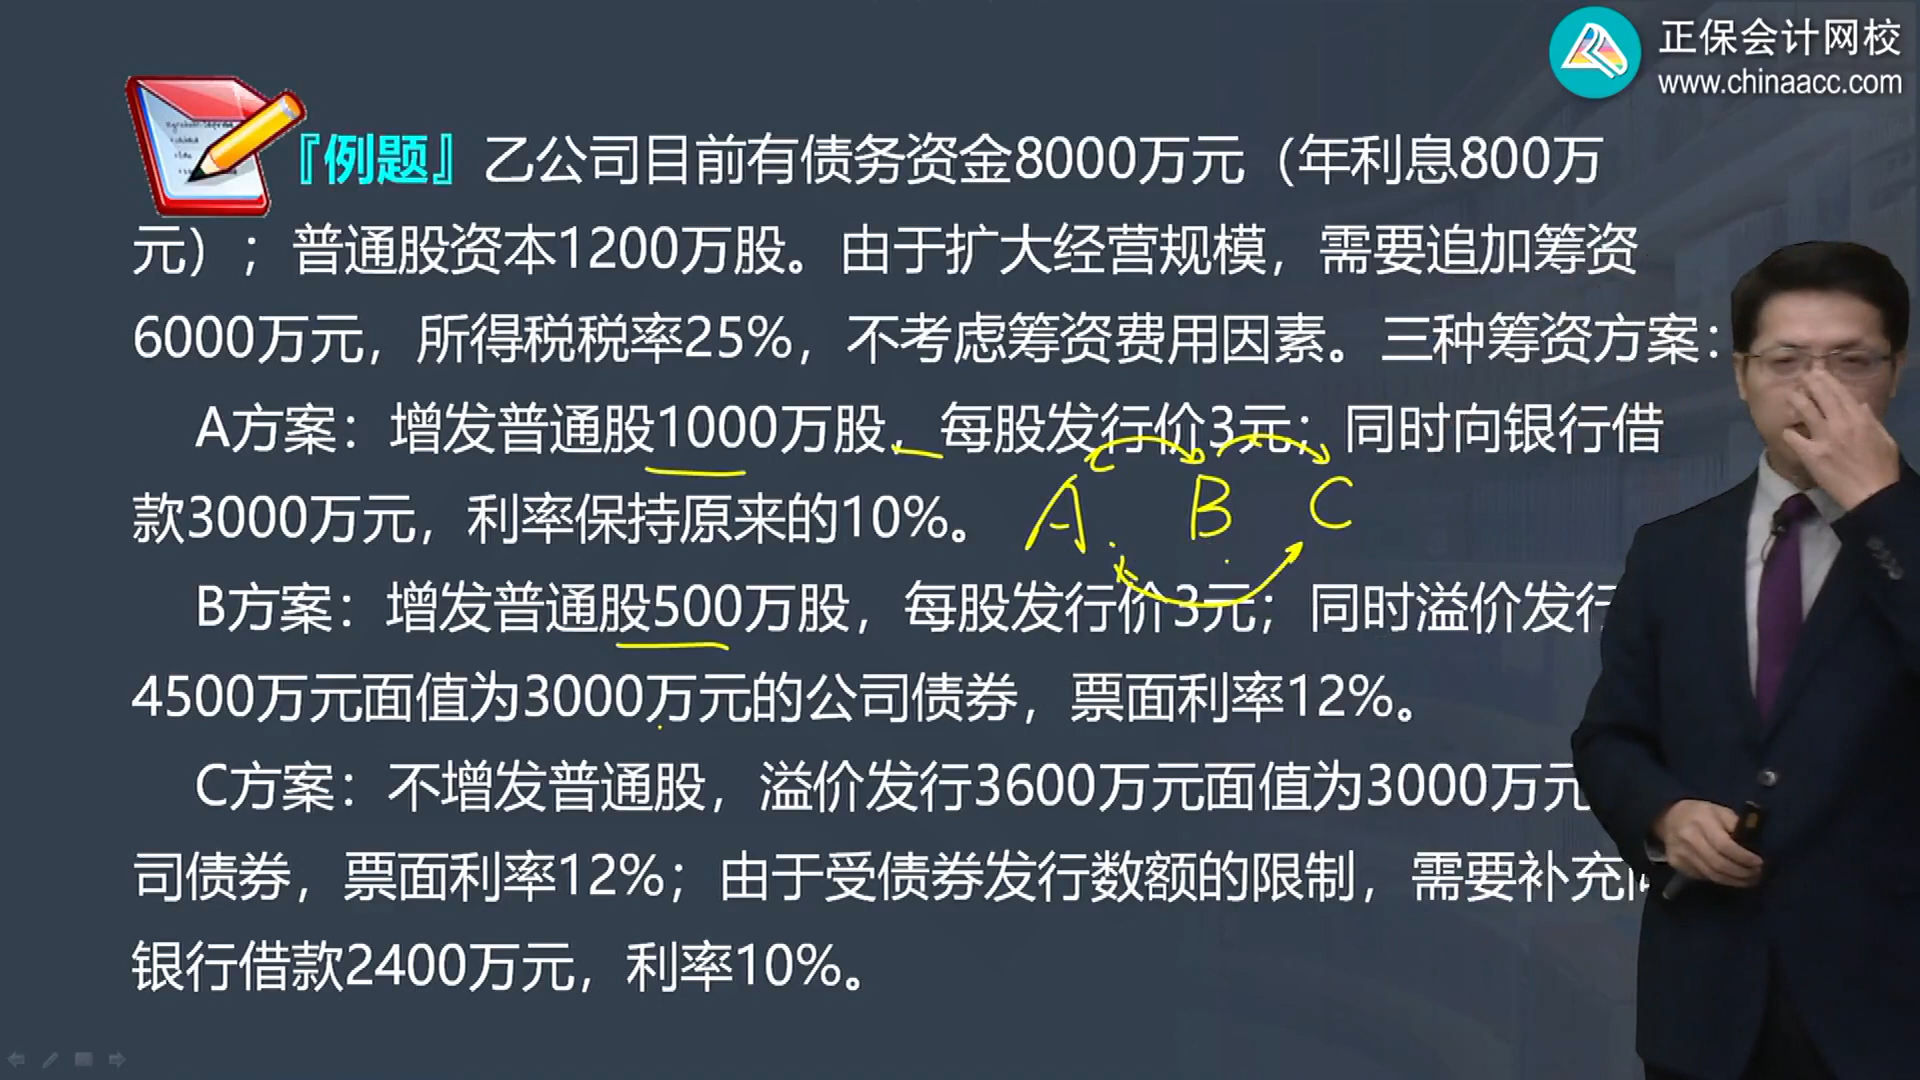 正保会计网校
www.chinaacc.com
『例题』乙公司目前有债务资金8000万元（年利息800万
元）；普通股资本1200万股。由于扩大经营规模，需要追加筹资
6000万元，所得税税率25%，不考虑筹资费用因素。三种筹资方案：
A方案：增发普通股1000万股，每股发行价3元；同时向银行借
款3000万元，利率保持原来的10%。
A B C
B方案：增发普通股500万股，每股发行价3元；同时溢价发行
4500万元面值为3000万元的公司债券，票面利率12%。
C方案：不增发普通股，溢价发行3600万元面值为3000万元
司债券，票面利率12%；由于受债券发行数额的限制，需要补充
银行借款2400万元，利率10%。